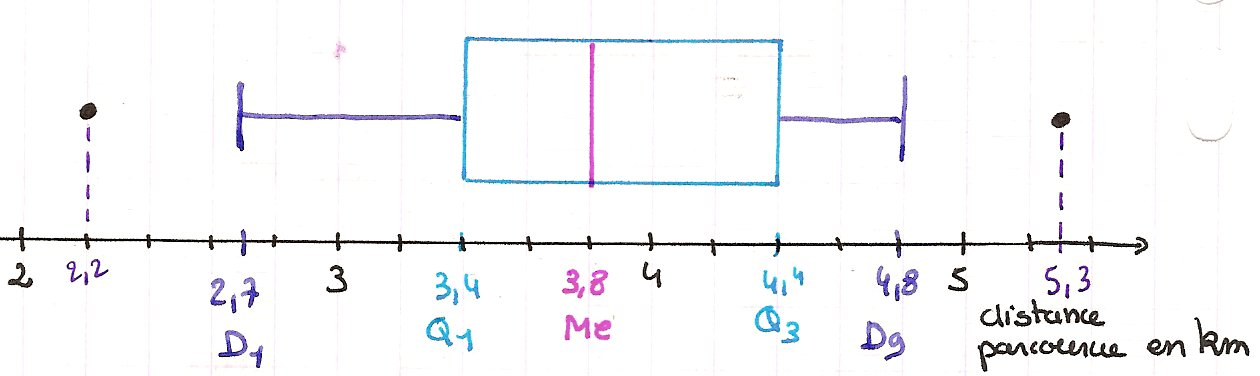 2 2,2 2,7 3 3,4 3,8 4 4,4 4,8 5 5,3
D1 Q1 Me Q3 D9
distance
parcourue en km